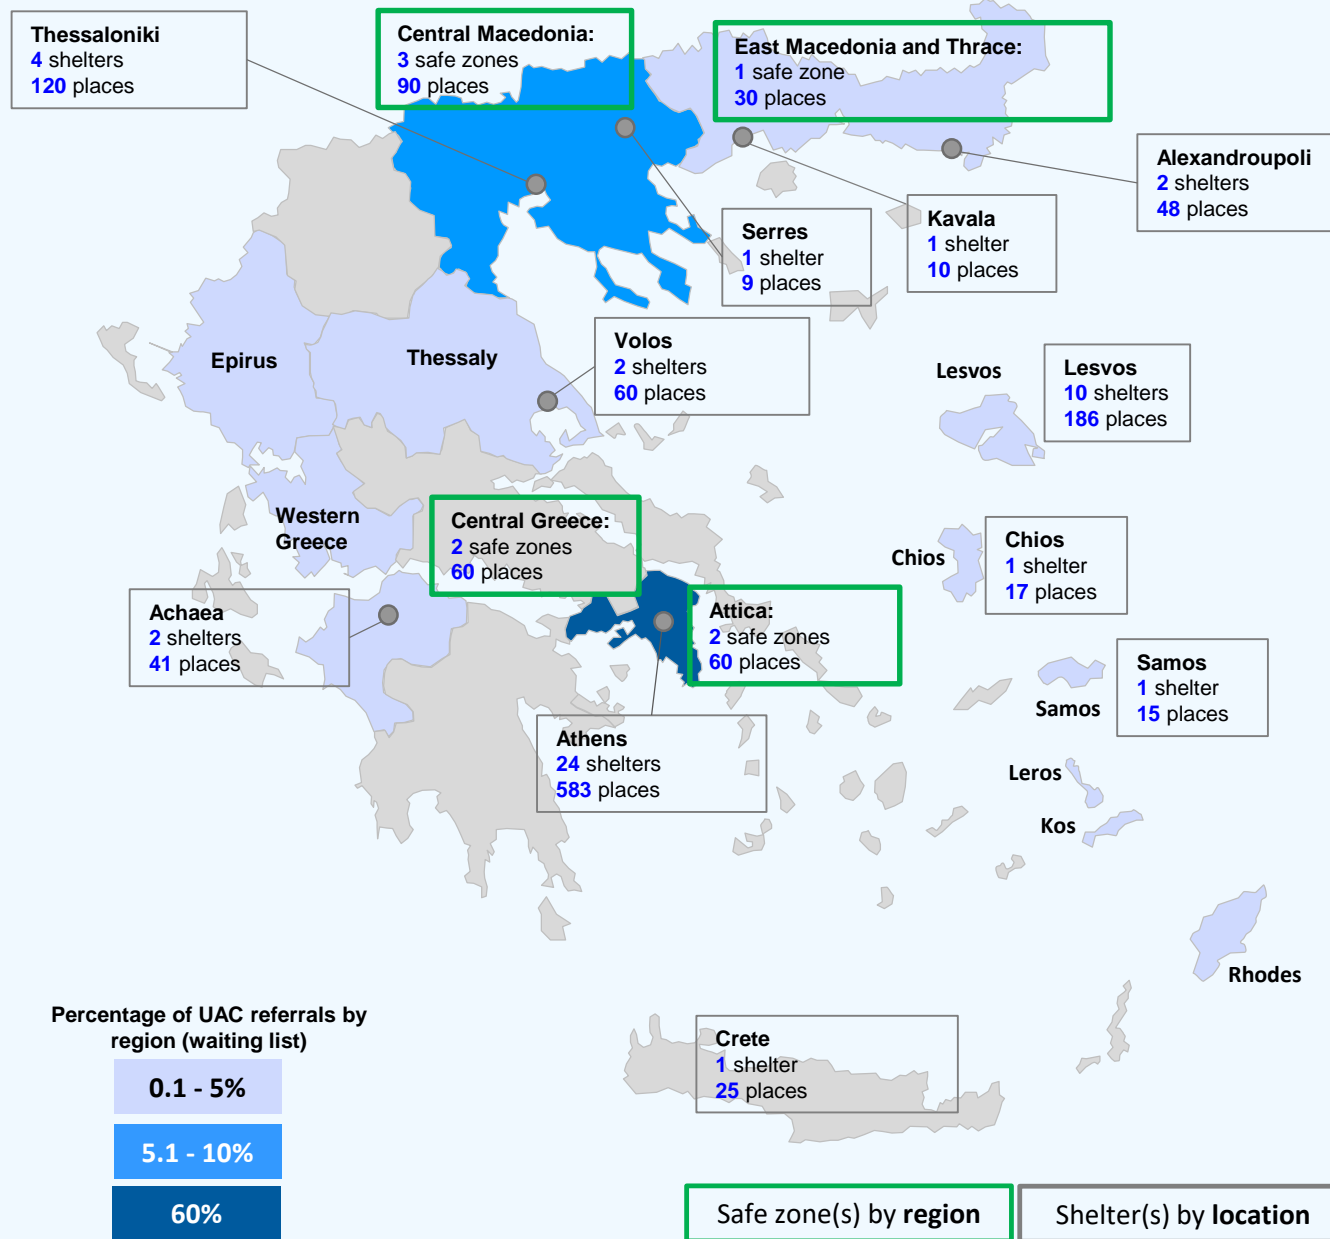 Thessaloniki
4 shelters
120 places
Central Macedonia:
3 safe zones
90 places
East Macedonia and Thrace:
1 safe zone
30 places
Alexandroupoli
2 shelters
48 places
Serres
1 shelter
9 places
Kavala
1 shelter
10 places
Volos
2 shelters
60 places
Epirus
Thessaly
Lesvos
Lesvos
10 shelters
186 places
Western
Greece
Central Greece:
2 safe zones
60 places
Chios
Chios
1 shelter
17 places
Achaea
2 shelters
41 places
Attica:
2 safe zones
60 places
Samos
Samos
1 shelter
15 places
Athens
24 shelters
583 places
Leros
Kos
Rhodes
Crete
1 shelter
25 places
Percentage of UAC referrals by
region (waiting list)
0.1 - 5%
5.1 - 10%
60%
Safe zone(s) by region
Shelter(s) by location